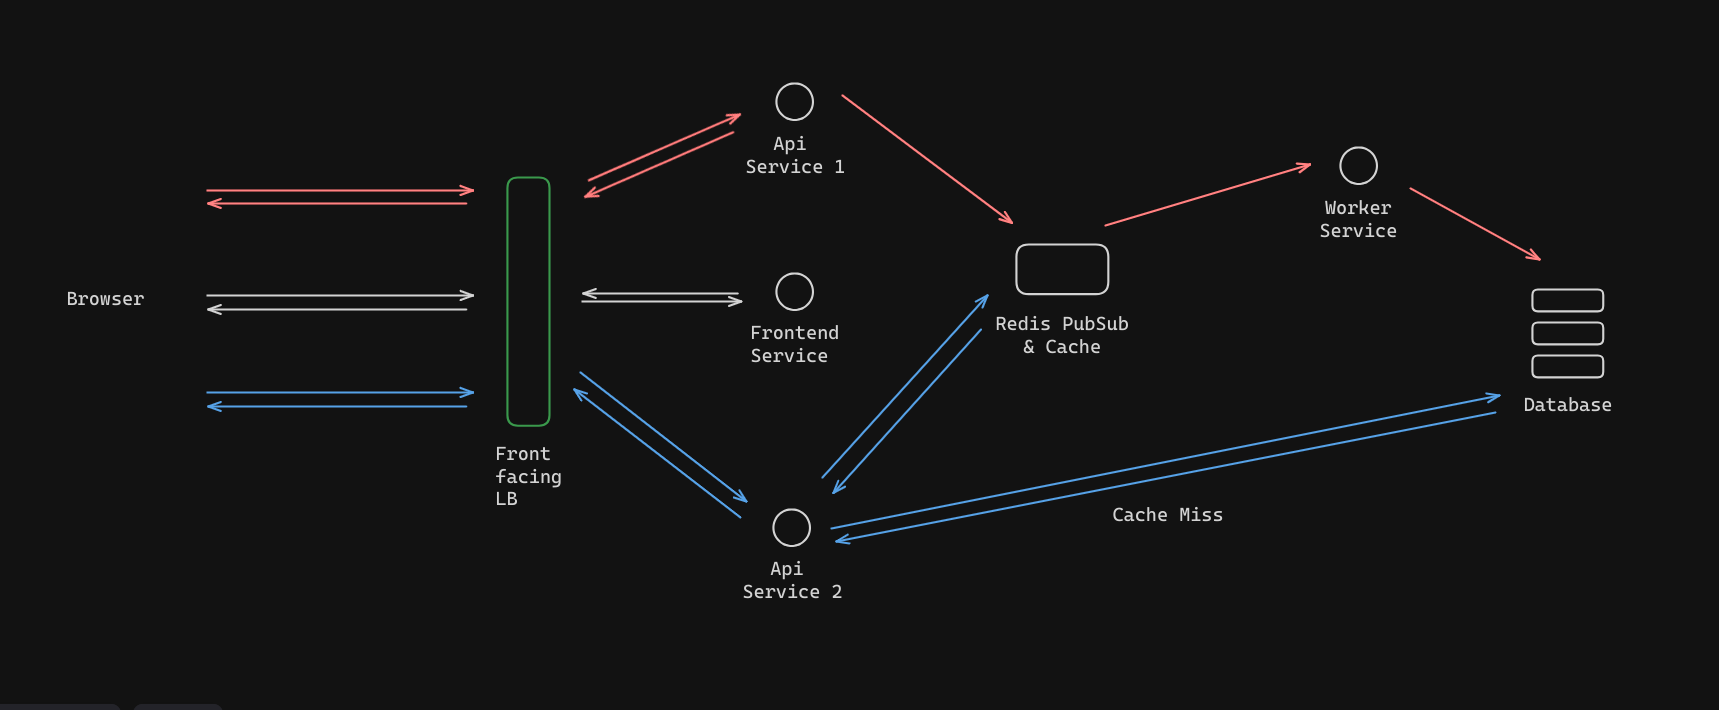 Api
Service 1
Worker
Service
Browser
Frontend
Service
Redis PubSub
& Cache
Database
Front
facing
LB
Cache Miss
Api
Service 2